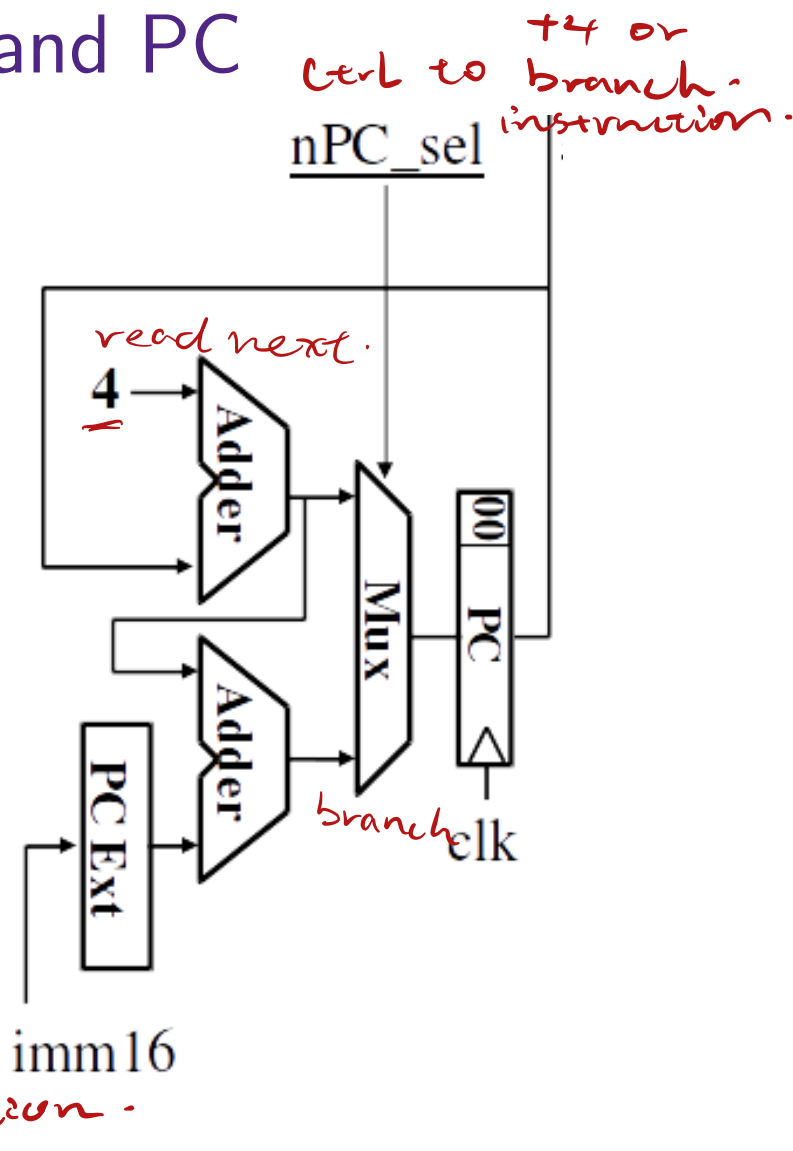 and PC
+4 or
ctrl to branch.
instruction.
nPC_sel
read next.
4
Adder
00
Mux
PC
Adder
PC Ext
branch
clk
imm16